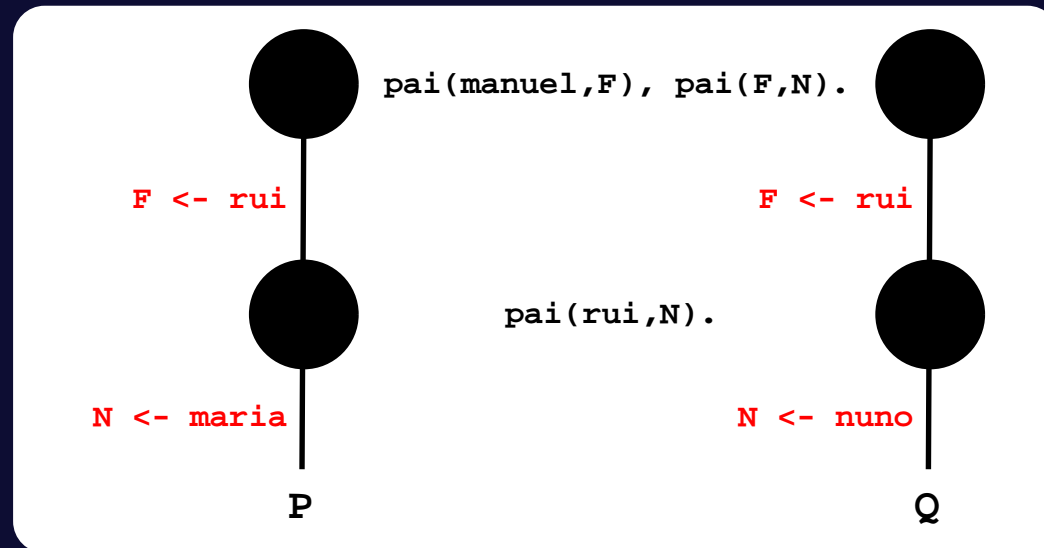 pai(manuel,F), pai(F,N).
F <- rui
F <- rui
pai(rui,N).
N <- maria
N <- nuno
P
Q